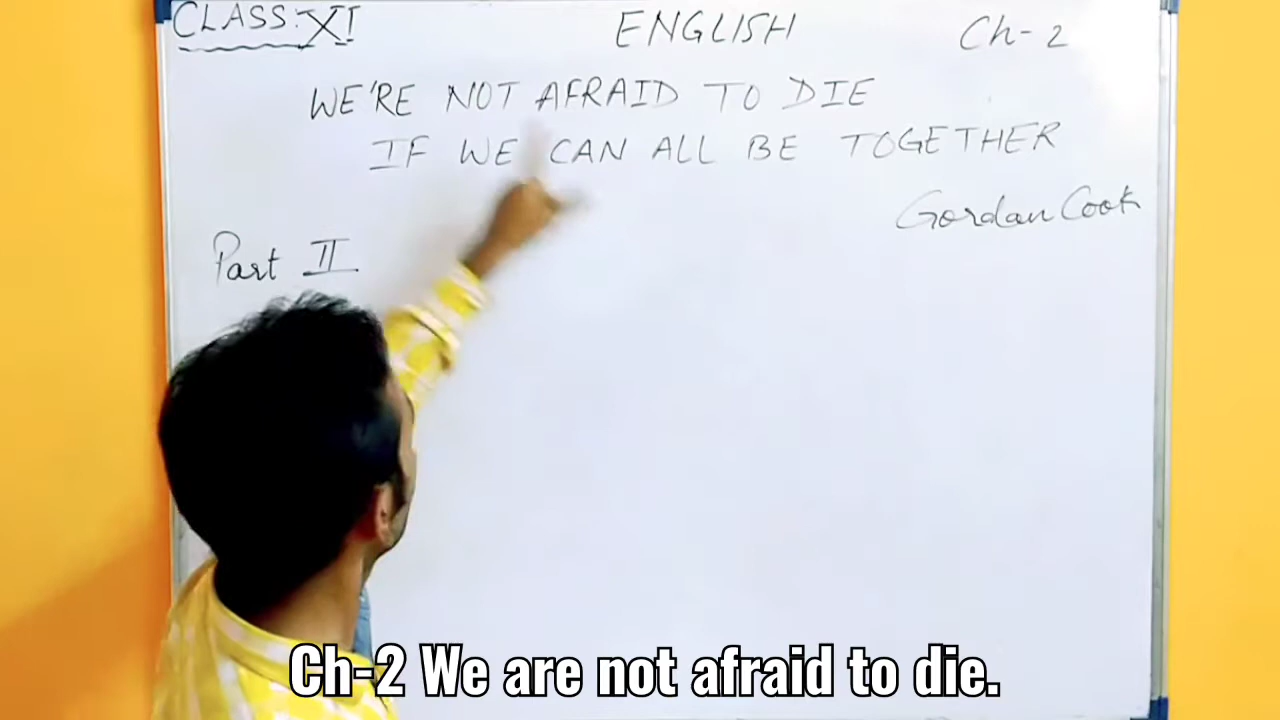 CLASS: XI ENGLISH Ch-2
WE'RE NOT AFRAID TO DIE
IF WE CAN ALL BE TOGETHER
Gordan Cook
Part II
Ch-2 We are not afraid to die.